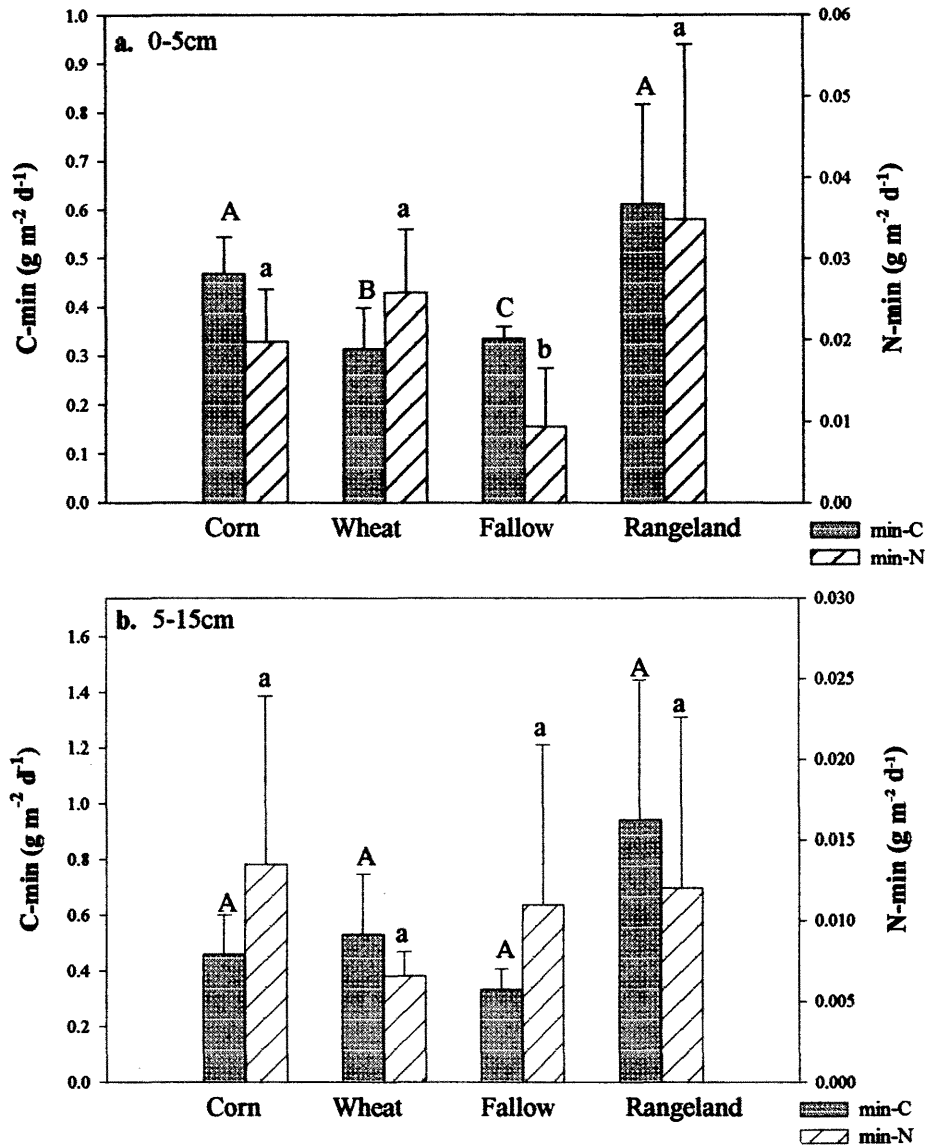 a. 0-5cm
1.0
0.9
0.8
0.7
0.6
0.5
0.4
0.3
0.2
0.1
0.0
C-min (g m⁻² d⁻¹)
0.06
0.05
0.04
0.03
0.02
0.01
0.00
N-min (g m⁻² d⁻¹)
A
a
B
a
C
b
A
a
Corn Wheat Fallow Rangeland
min-C
min-N
b. 5-15cm
1.6
1.4
1.2
1.0
0.8
0.6
0.4
0.2
0.0
C-min (g m⁻² d⁻¹)
0.030
0.025
0.020
0.015
0.010
0.005
0.000
N-min (g m⁻² d⁻¹)
A
a
A
a
A
a
A
a
Corn Wheat Fallow Rangeland
min-C
min-N